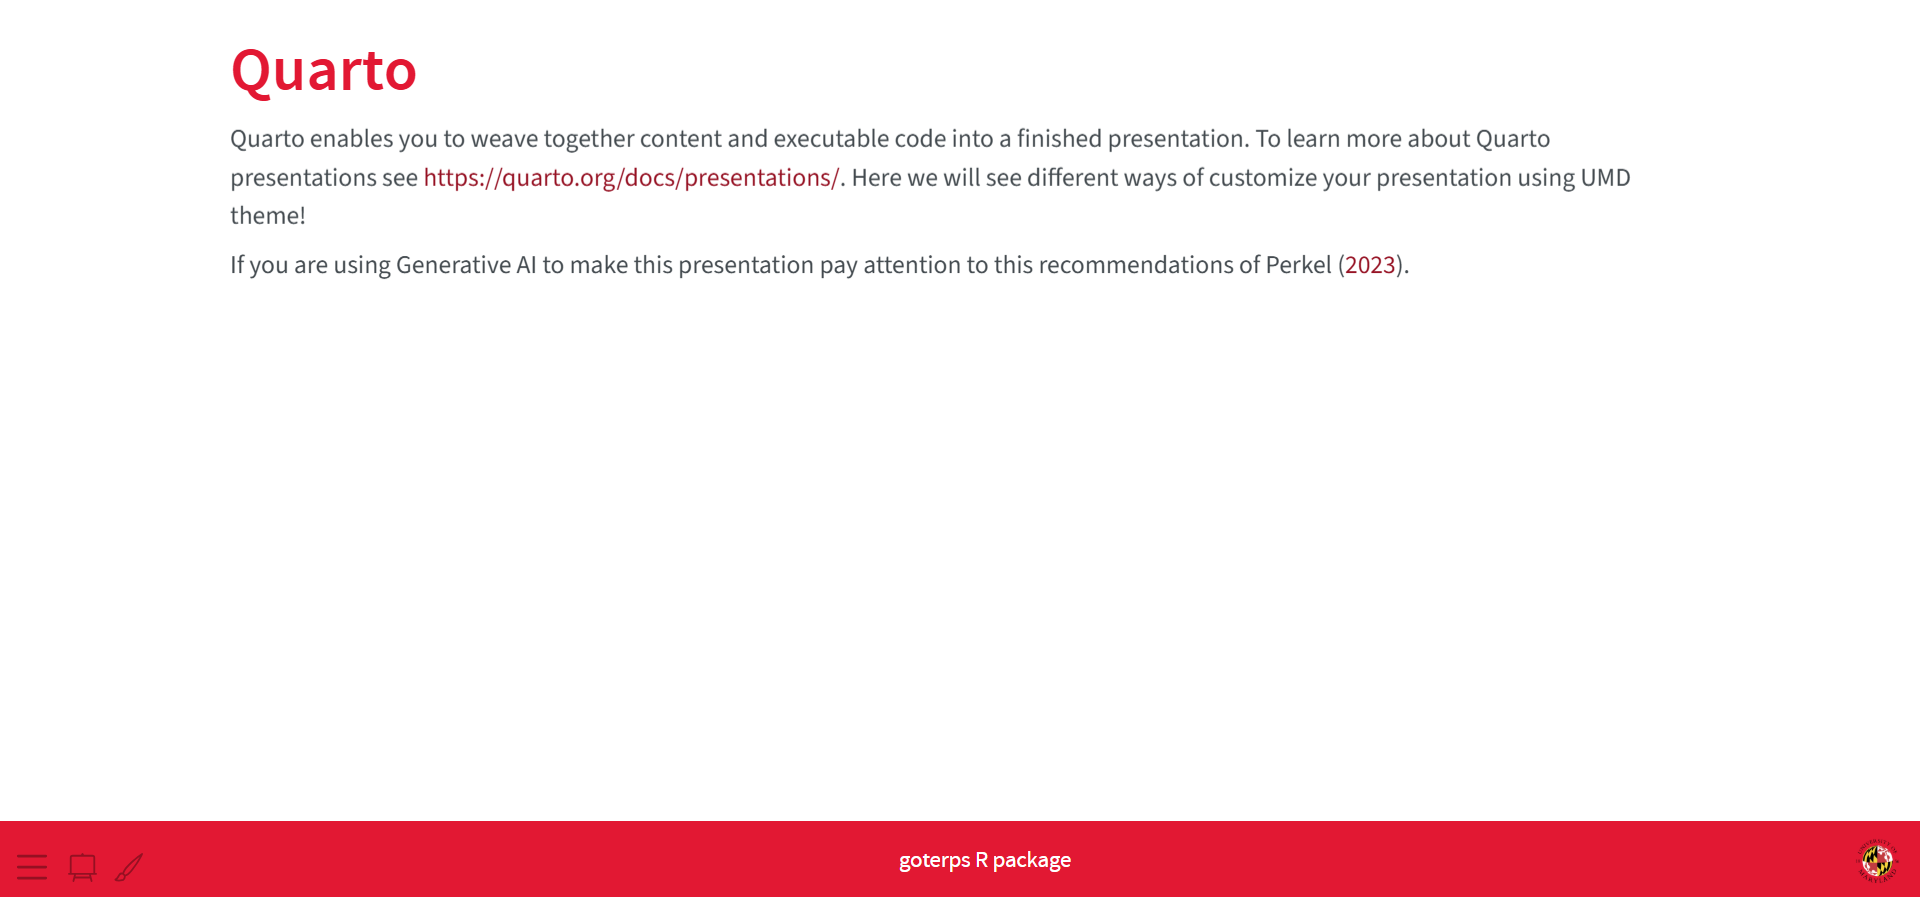 Quarto
Quarto enables you to weave together content and executable code into a finished presentation. To learn more about Quarto
presentations see https://quarto.org/docs/presentations/. Here we will see different ways of customize your presentation using UMD
theme!
If you are using Generative AI to make this presentation pay attention to this recommendations of Perkel (2023).
goterps R package